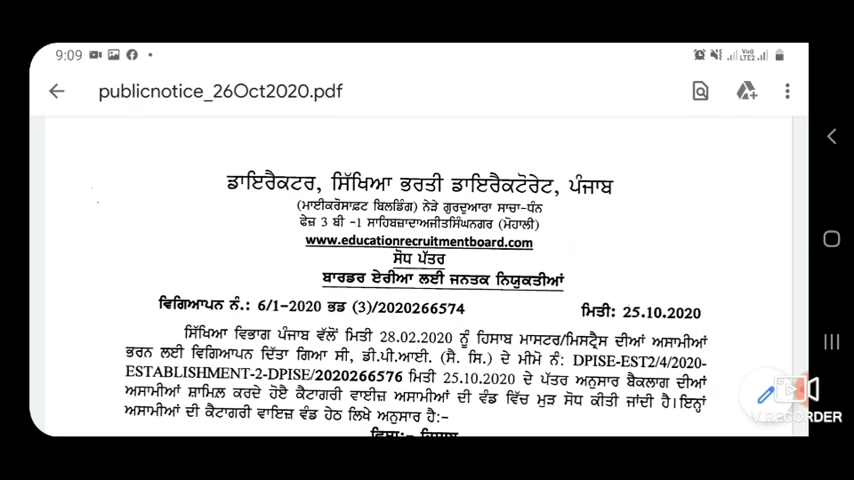 9:09
Vo)) LTE2
publicnotice_26Oct2020.pdf
ਡਾਇਰੈਕਟਰ, ਸਿੱਖਿਆ ਭਰਤੀ ਡਾਇਰੈਕਟੋਰੇਟ, ਪੰਜਾਬ
(ਮਾਈਕਰੋਸਾਫ਼ਟ ਬਿਲਡਿੰਗ) ਨੇੜੇ ਗੁਰਦੁਆਰਾ ਸਾਚਾ-ਧੰਨ
ਫੇਜ਼ 3 ਬੀ -1 ਸਾਹਿਬਜ਼ਾਦਾਅਜੀਤਸਿੰਘਨਗਰ (ਮੋਹਾਲੀ)
www.educationrecruitmentboard.com
ਸੋਧ ਪੱਤਰ
ਬਾਰਡਰ ਏਰੀਆ ਲਈ ਜਨਤਕ ਨਿਯੁਕਤੀਆਂ
ਵਿਗਿਆਪਨ ਨੰ.: 6/1-2020 ਭਡ (3)/2020266574 ਮਿਤੀ: 25.10.2020
ਸਿੱਖਿਆ ਵਿਭਾਗ ਪੰਜਾਬ ਵੱਲੋਂ ਮਿਤੀ 28.02.2020 ਨੂੰ ਹਿਸਾਬ ਮਾਸਟਰ/ਮਿਸਟ੍ਰੈਸ ਦੀਆਂ ਅਸਾਮੀਆਂ
ਭਰਨ ਲਈ ਵਿਗਿਆਪਨ ਦਿੱਤਾ ਗਿਆ ਸੀ, ਡੀ.ਪੀ.ਆਈ. (ਸੈ. ਸਿ.) ਦੇ ਮੀਮੋ ਨੰ: DPISE-EST2/4/2020-
ESTABLISHMENT-2-DPISE/2020266576 ਮਿਤੀ 25.10.2020 ਦੇ ਪੱਤਰ ਅਨੁਸਾਰ ਬੈਕਲਾਗ ਦੀਆਂ
ਅਸਾਮੀਆਂ ਸ਼ਾਮਿਲ ਕਰਦੇ ਹੋਏ ਕੈਟਾਗਰੀ ਵਾਈਜ਼ ਅਸਾਮੀਆਂ ਦੀ ਵੰਡ ਵਿੱਚ ਮੁੜ ਸੋਧ ਕੀਤੀ ਜਾਂਦੀ ਹੈ। ਇਨ੍ਹਾਂ
ਅਸਾਮੀਆਂ ਦੀ ਕੈਟਾਗਰੀ ਵਾਇਜ਼ ਵੰਡ ਹੇਠ ਲਿਖੇ ਅਨੁਸਾਰ ਹੈ:-
ਵਿਸ਼ਾ:- ਹਿਸਾਬ
V RECORDER